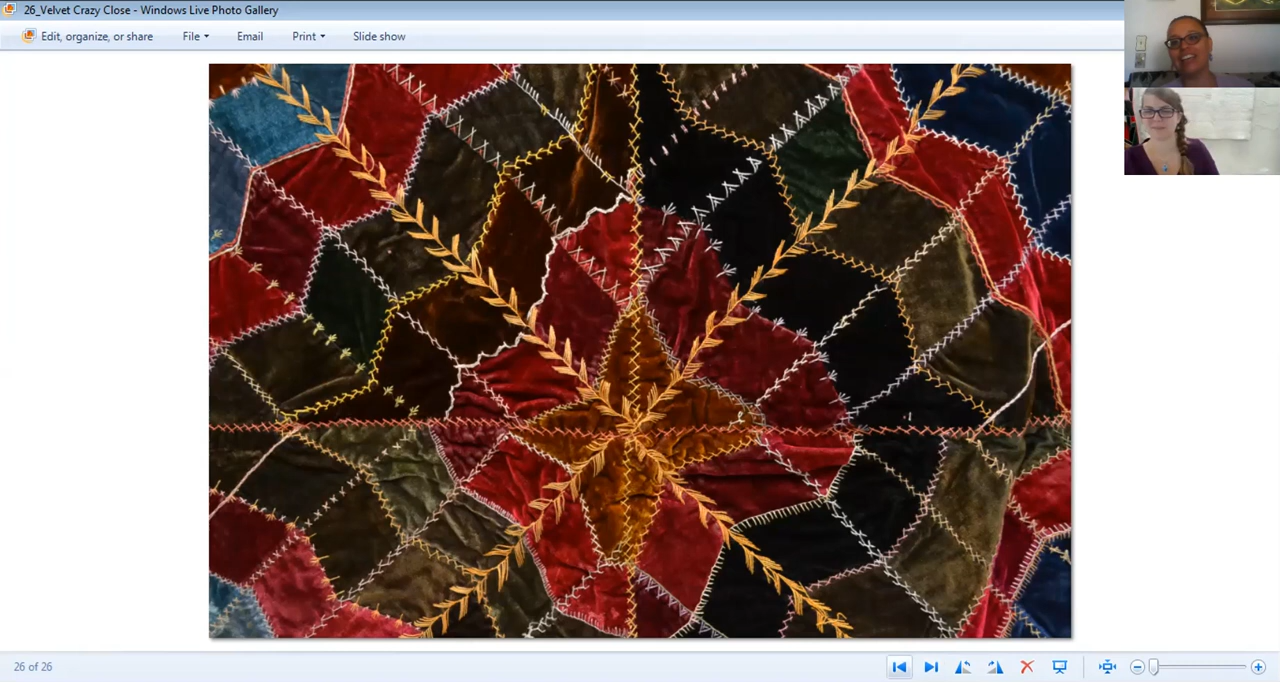 26_Velvet Crazy Close - Windows Live Photo Gallery
Edit, organize, or share File Email Print Slide show
26 of 26